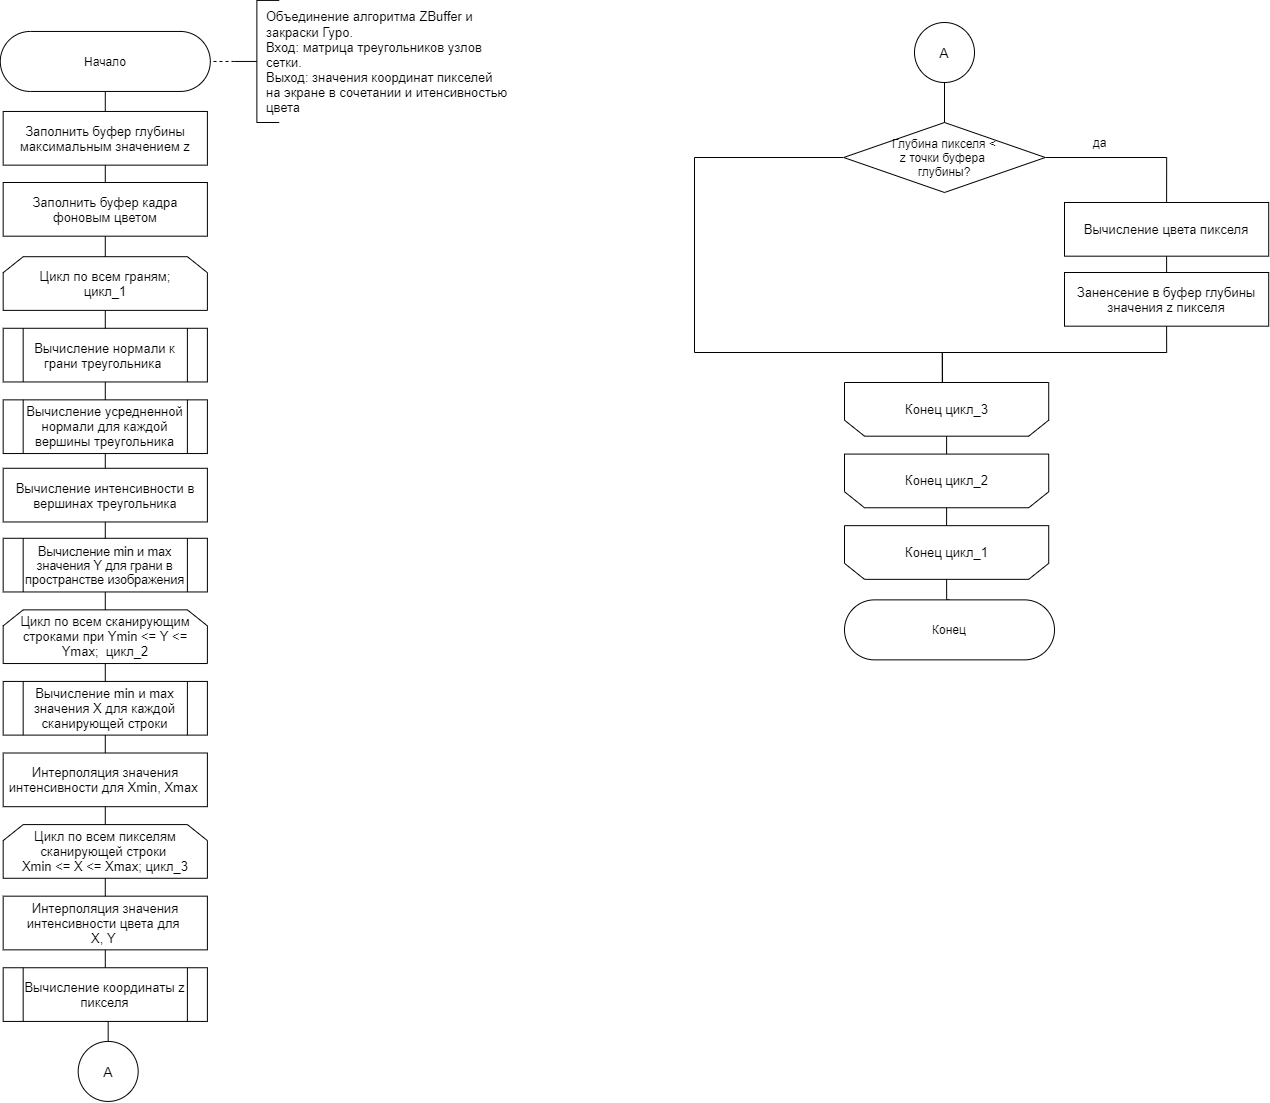 Начало
Объединение алгоритма ZBuffer и
закраски Гуро.
Вход: матрица треугольников узлов
сетки.
Выход: значения координат пикселей
на экране в сочетании и итенсивностью
цвета
Заполнить буфер глубины
максимальным значением z
Заполнить буфер кадра
фоновым цветом
Цикл по всем граням;
цикл_1
Вычисление нормали к
грани треугольника
Вычисление усредненной
нормали для каждой
вершины треугольника
Вычисление интенсивности в
вершинах треугольника
Вычисление min и max
значения Y для грани в
пространстве изображения
Цикл по всем сканирующим
строками при Ymin <= Y <=
Ymax; цикл_2
Вычисление min и max
значения X для каждой
сканирующей строки
Интерполяция значения
интенсивности для Xmin, Xmax
Цикл по всем пикселям
сканирующей строки
Xmin <= X <= Xmax; цикл_3
Интерполяция значения
интенсивности цвета для
X, Y
Вычисление координаты z
пикселя
A
A
Глубина пикселя <
z точки буфера
глубины?
да
Вычисление цвета пикселя
Заненсение в буфер глубины
значения z пикселя
Конец цикл_3
Конец цикл_2
Конец цикл_1
Конец